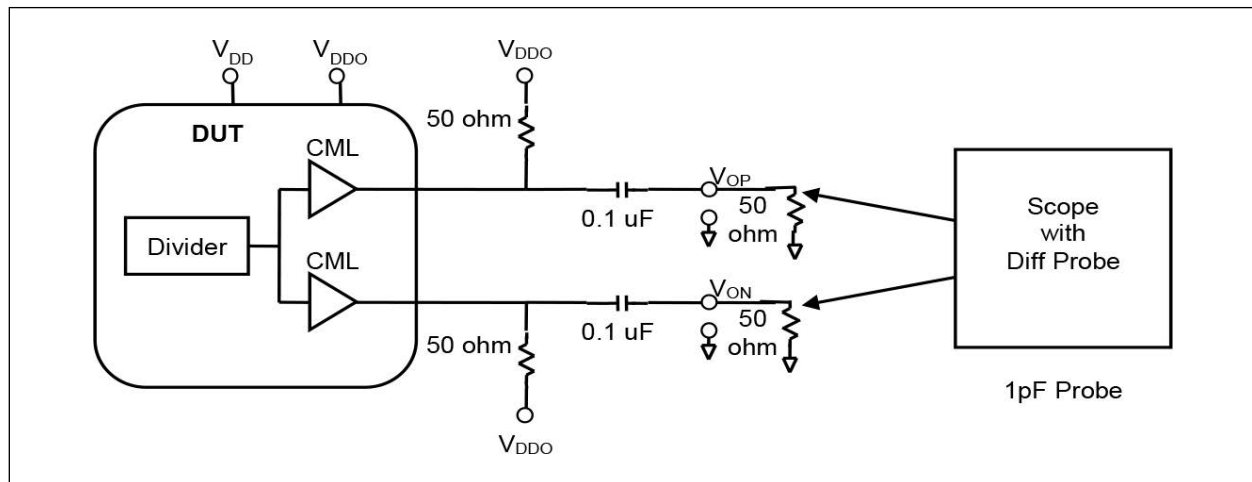 VDD
VDDO
VDDO
50 ohm
DUT
CML
VOP
0.1 uF
50
ohm
Scope
with
Diff Probe
Divider
CML
VON
0.1 uF
50
ohm
50 ohm
1pF Probe
VDDO